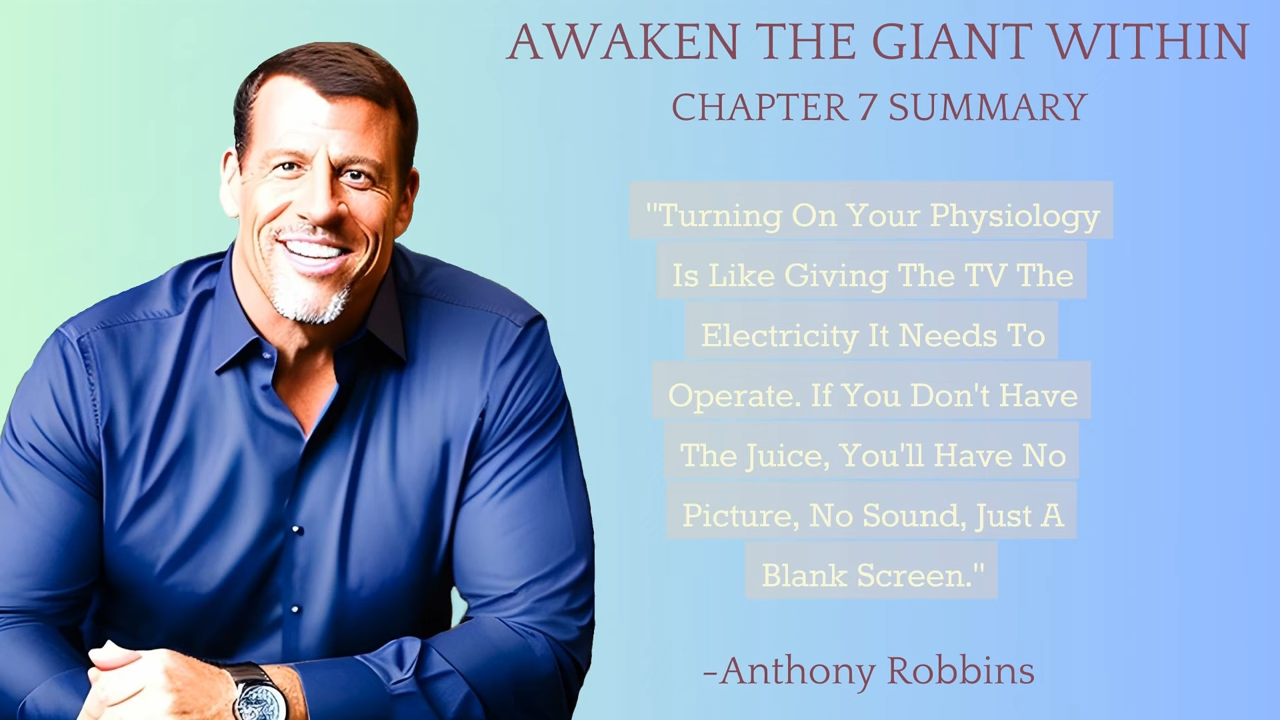 AWAKEN THE GIANT WITHIN
CHAPTER 7 SUMMARY
"Turning On Your Physiology
Is Like Giving The TV The
Electricity It Needs To
Operate. If You Don't Have
The Juice, You'll Have No
Picture, No Sound, Just A
Blank Screen."
–Anthony Robbins